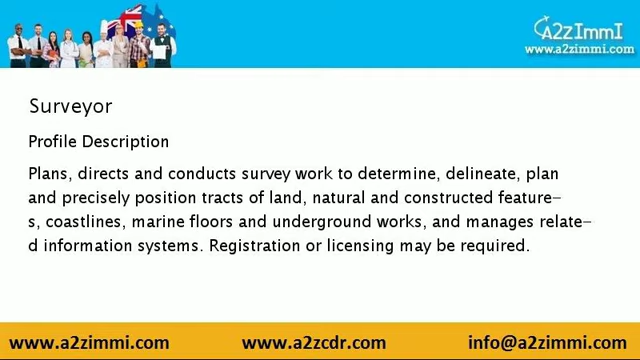 A2zImmI
www.a2zimmi.com
Surveyor
Profile Description
Plans, directs and conducts survey work to determine, delineate, plan
and precisely position tracts of land, natural and constructed feature-
s, coastlines, marine floors and underground works, and manages relate-
d information systems. Registration or licensing may be required.
www.a2zimmi.com www.a2zcdr.com info@a2zimmi.com